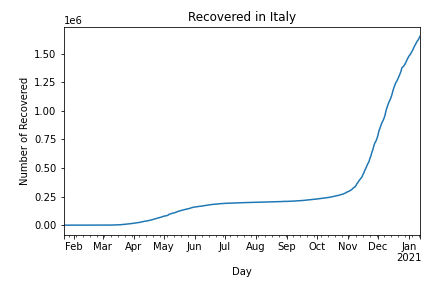 Recovered in Italy
1e6
1.50
1.25
1.00
0.75
0.50
0.25
0.00
Number of Recovered
Feb Mar Apr May Jun Jul Aug Sep Oct Nov Dec Jan
2021
Day